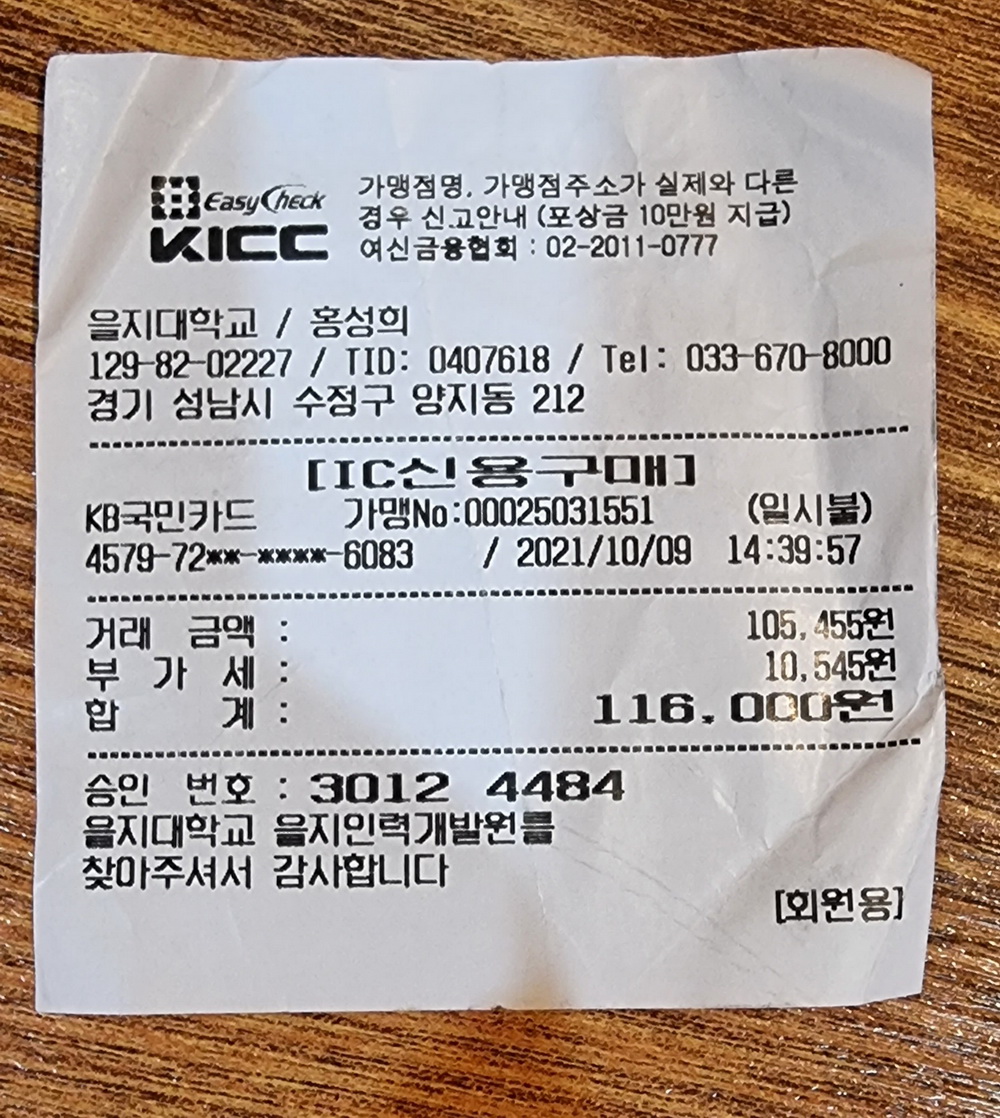 EasyCheck
KICC
가맹점명, 가맹점주소가 실제와 다른
경우 신고안내 (포상금 10만원 지급)
여신금융협회 : 02-2011-0777
을지대학교 / 홍성희
129-82-02227 / TID: 0407618 / Tel: 033-670-8000
경기 성남시 수정구 양지동 212
[IC신용구매]
KB국민카드 가맹No:00025031551 (일시불)
4579-72**-****-6083 / 2021/10/09 14:39:57
거래 금액 : 105,455원
부 가 세 : 10,545원
합 계 : 116,000원
승인 번호 : 3012 4484
을지대학교 을지인력개발원를
찾아주셔서 감사합니다
[회원용]